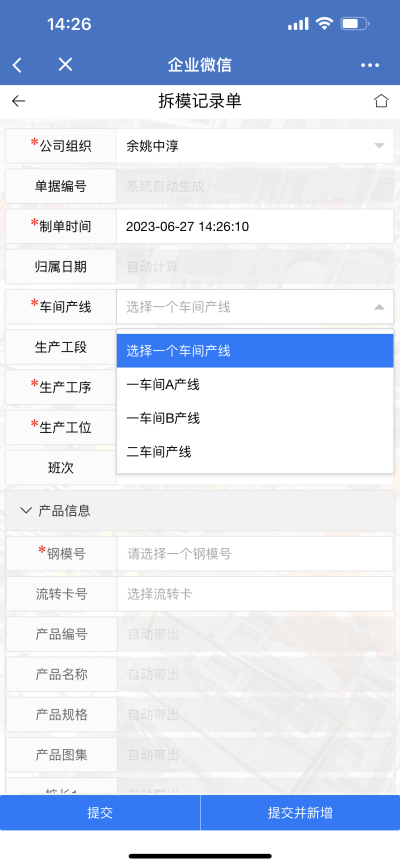 14:26
企业微信
拆模记录单
*公司组织 余姚中淳
单据编号 系统自动生成
*制单时间 2023-06-27 14:26:10
归属日期 自动计算
*车间产线 选择一个车间产线
生产工段 选择一个车间产线
*生产工序 一车间A产线
*生产工位 一车间B产线
班次 二车间产线
产品信息
*钢模号 请选择一个钢模号
流转卡号 选择流转卡
产品编号 自动带出
产品名称 自动带出
产品规格 自动带出
产品图集 自动带出
提交 提交并新增